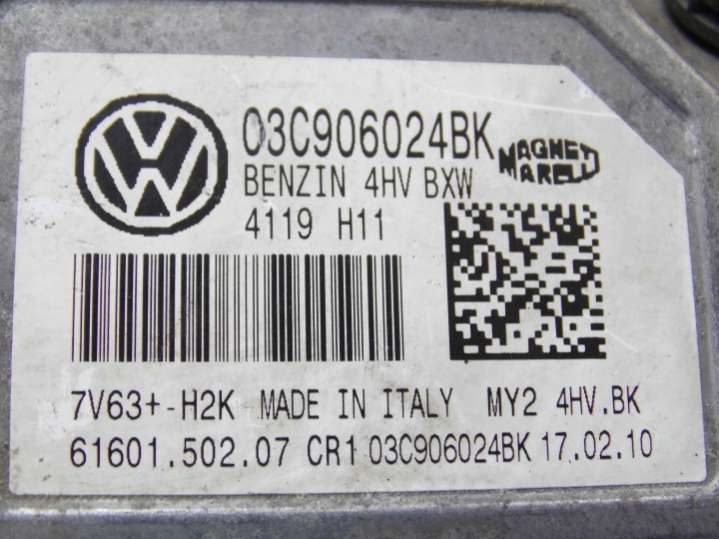 03C906024BK
MAGNETI
MARELLI
BENZIN 4HV BXW
4119 H11
7V63+-H2K MADE IN ITALY MY2 4HV.BK
61601.502.07 CR1 03C906024BK 17.02.10